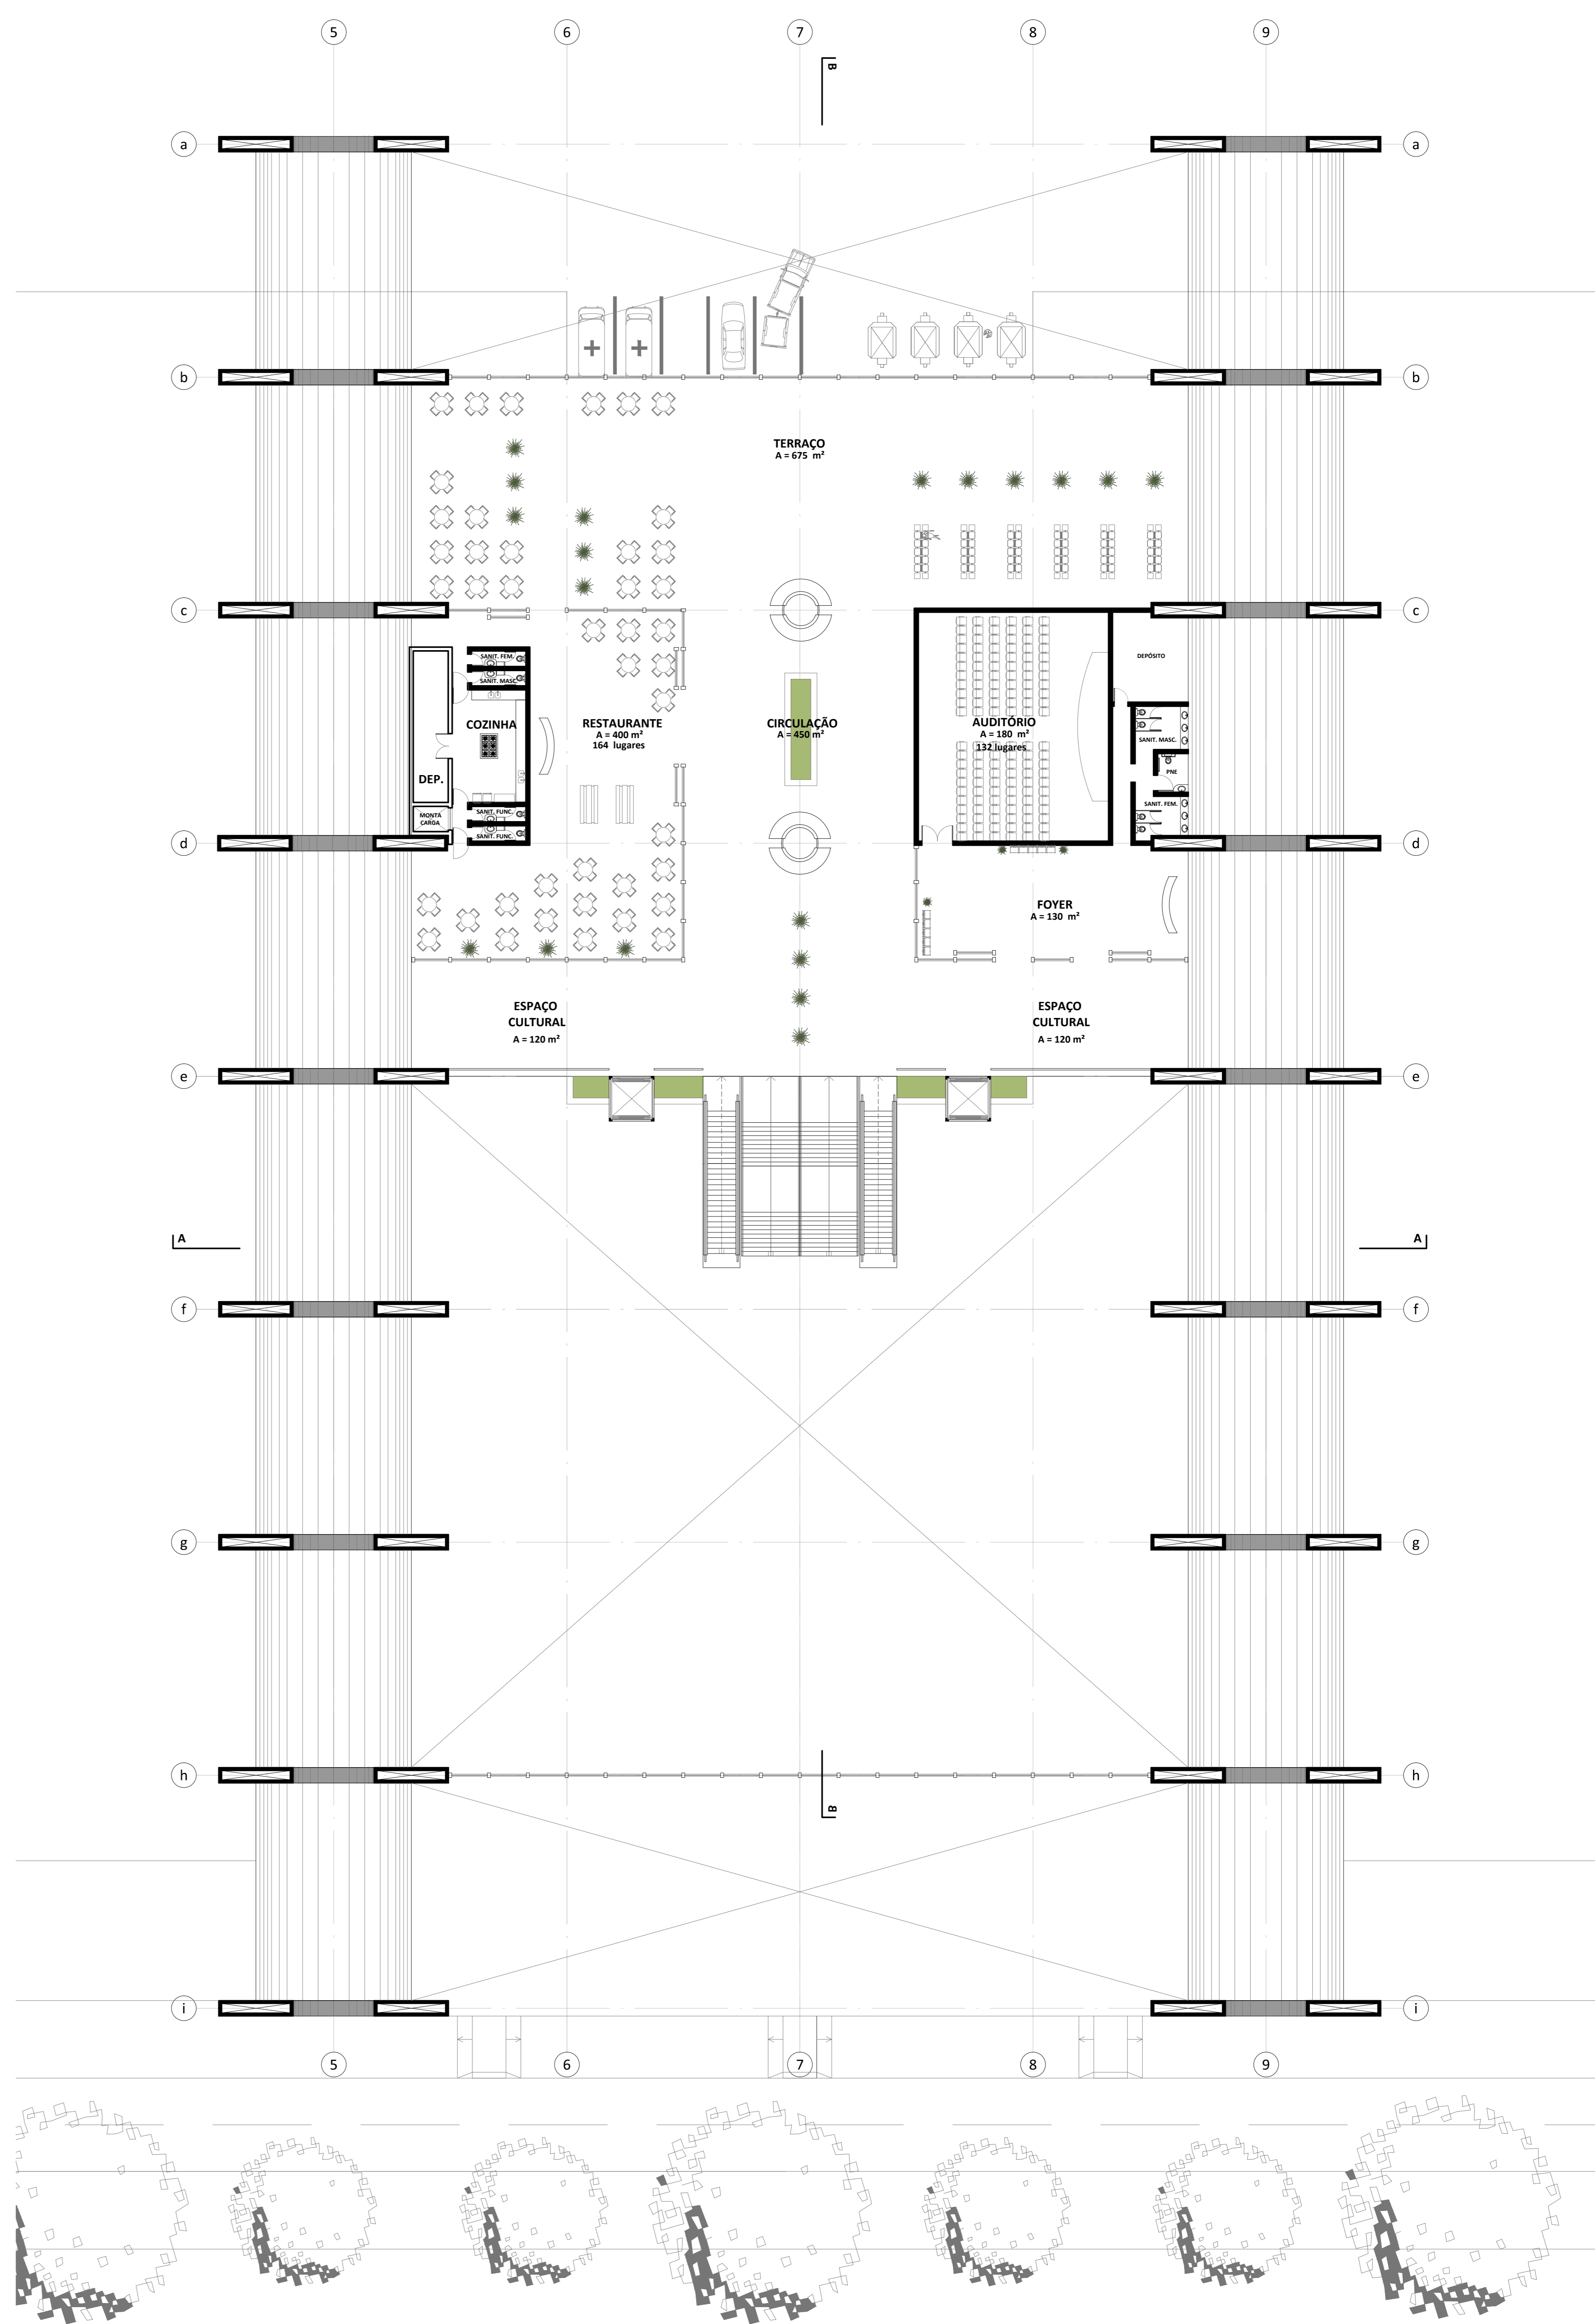 5 6 7 8 9
B
a a
b b
TERRAÇO
A = 675 m²
c c
SANIT. FEM.
SANIT. MASC.
DEPÓSITO
COZINHA
RESTAURANTE
A = 400 m²
164 lugares
CIRCULAÇÃO
A = 450 m²
AUDITÓRIO
A = 180 m²
132 lugares
SANIT. MASC.
PNE
DEP.
SANIT. FEM.
MONTA
CARGA
SANIT. FUNC.
SANIT. FUNC.
d d
FOYER
A = 130 m²
ESPAÇO
CULTURAL
A = 120 m²
ESPAÇO
CULTURAL
A = 120 m²
e e
A A
f f
g g
h h
B
i i
5 6 7 8 9